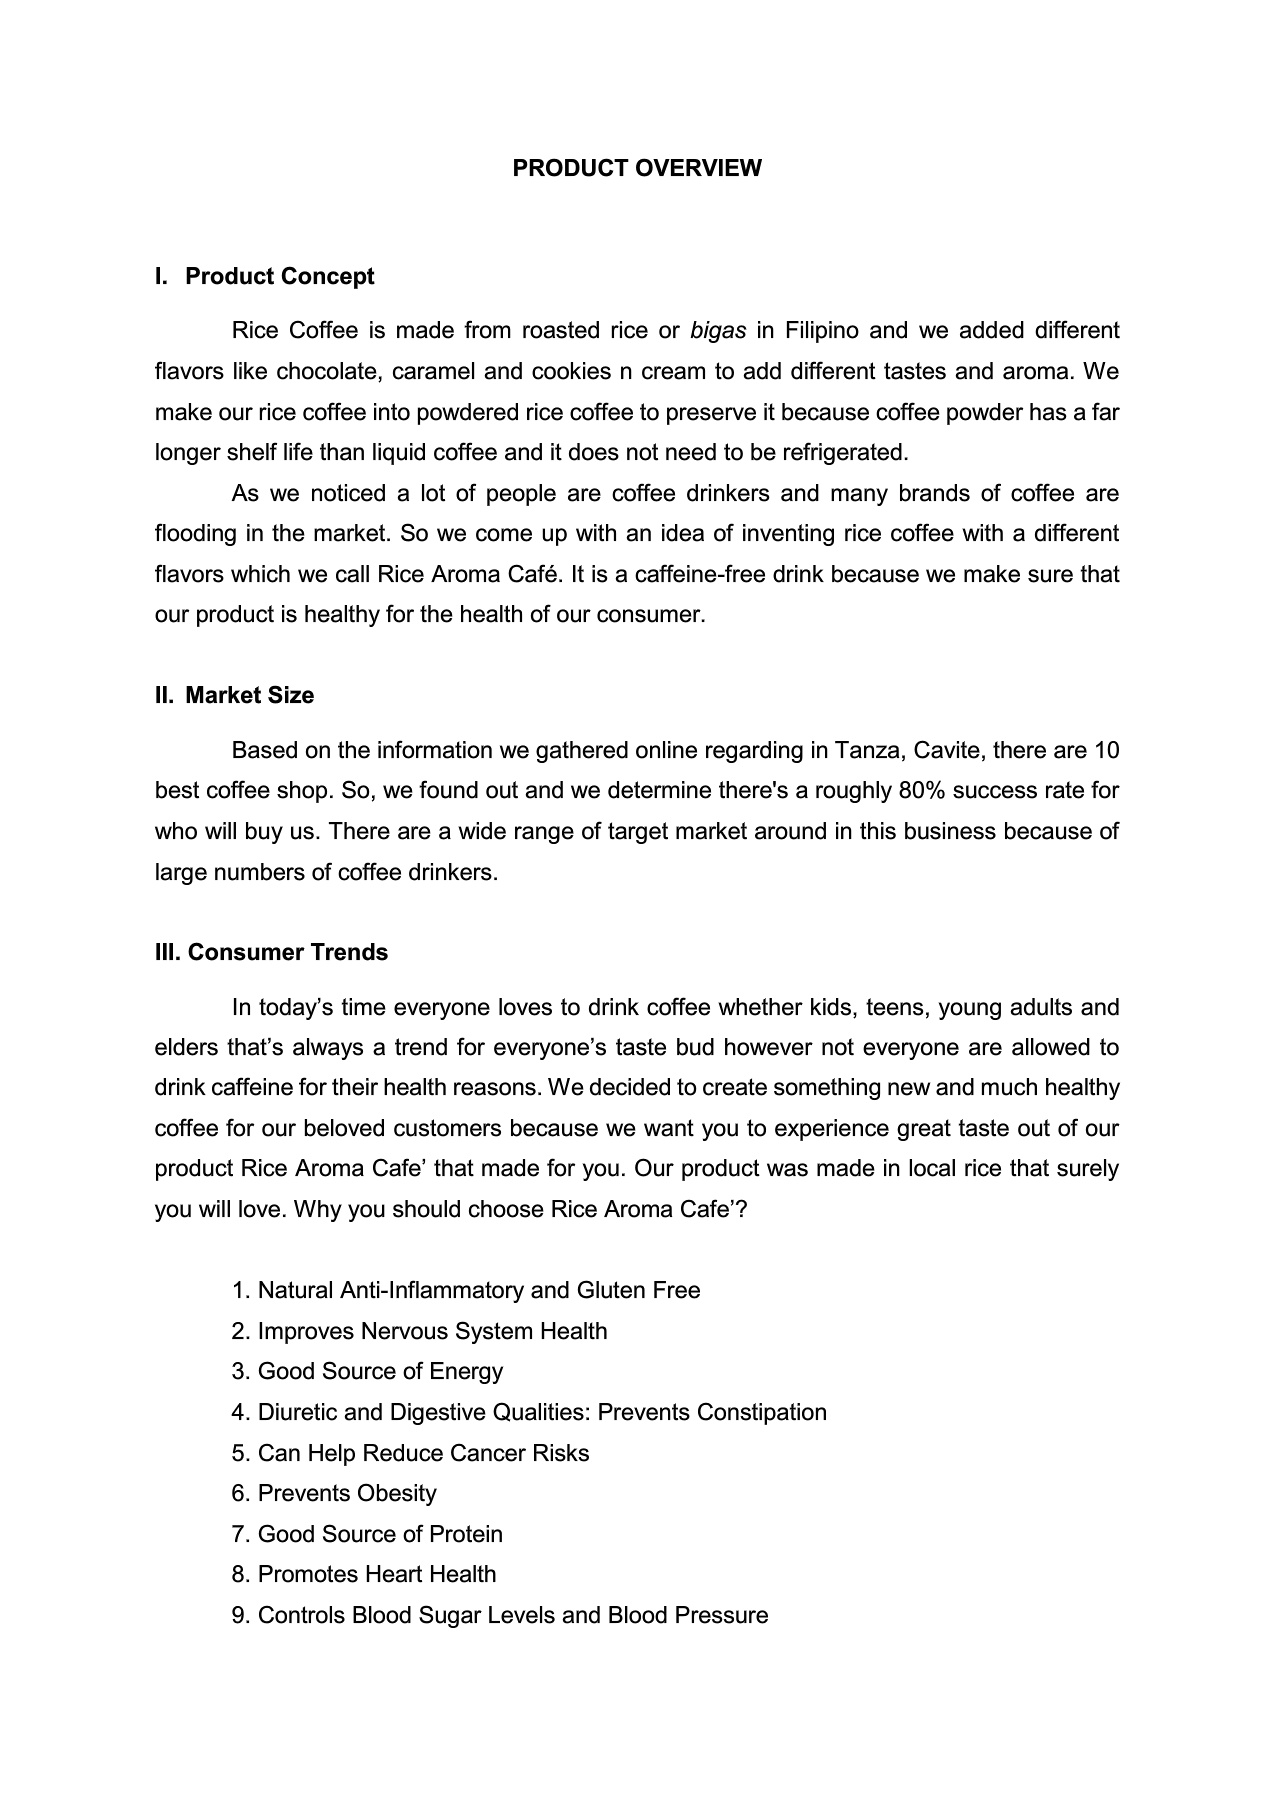 PRODUCT OVERVIEW
I. Product Concept
Rice Coffee is made from roasted rice or bigas in Filipino and we added different
flavors like chocolate, caramel and cookies n cream to add different tastes and aroma. We
make our rice coffee into powdered rice coffee to preserve it because coffee powder has a far
longer shelf life than liquid coffee and it does not need to be refrigerated.
As we noticed a lot of people are coffee drinkers and many brands of coffee are
flooding in the market. So we come up with an idea of inventing rice coffee with a different
flavors which we call Rice Aroma Café. It is a caffeine-free drink because we make sure that
our product is healthy for the health of our consumer.
II. Market Size
Based on the information we gathered online regarding in Tanza, Cavite, there are 10
best coffee shop. So, we found out and we determine there's a roughly 80% success rate for
who will buy us. There are a wide range of target market around in this business because of
large numbers of coffee drinkers.
III. Consumer Trends
In today’s time everyone loves to drink coffee whether kids, teens, young adults and
elders that’s always a trend for everyone’s taste bud however not everyone are allowed to
drink caffeine for their health reasons. We decided to create something new and much healthy
coffee for our beloved customers because we want you to experience great taste out of our
product Rice Aroma Cafe’ that made for you. Our product was made in local rice that surely
you will love. Why you should choose Rice Aroma Cafe’?
1. Natural Anti-Inflammatory and Gluten Free
2. Improves Nervous System Health
3. Good Source of Energy
4. Diuretic and Digestive Qualities: Prevents Constipation
5. Can Help Reduce Cancer Risks
6. Prevents Obesity
7. Good Source of Protein
8. Promotes Heart Health
9. Controls Blood Sugar Levels and Blood Pressure